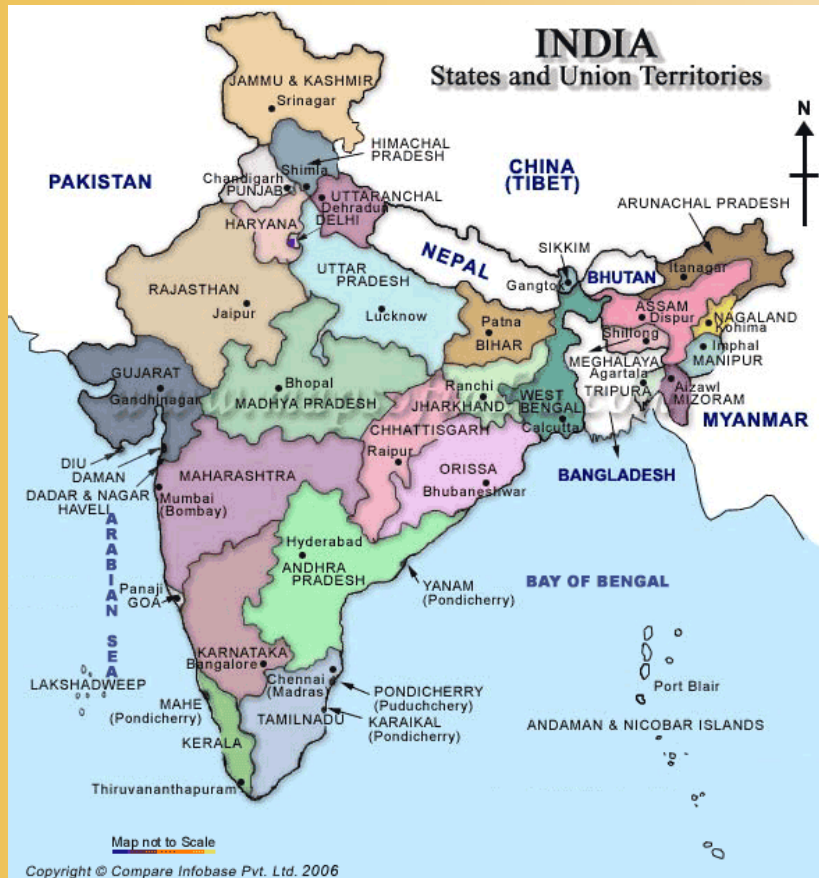 INDIA
States and Union Territories
N
JAMMU & KASHMIR
Srinagar
HIMACHAL
PRADESH
PAKISTAN
Chandigarh
PUNJAB
Shimla
CHINA
(TIBET)
UTTARANCHAL
Dehradun
DELHI
HARYANA
ARUNACHAL PRADESH
NEPAL
SIKKIM
Gangtok
BHUTAN
Itanagar
RAJASTHAN
Jaipur
UTTAR
PRADESH
Lucknow
ASSAM
Dispur
NAGALAND
Kohima
Patna
BIHAR
Shillong
MEGHALAYA
Imphal
MANIPUR
Agartala
TRIPURA
Aizawl
MIZORAM
GUJARAT
Gandhinagar
Bhopal
MADHYA PRADESH
Ranchi
JHARKHAND
WEST
BENGAL
Calcutta
MYANMAR
CHHATTISGARH
Raipur
DIU
DAMAN
DADAR & NAGAR
HAVELI
MAHARASHTRA
Mumbai
(Bombay)
ORISSA
Bhubaneshwar
BANGLADESH
ARABIAN SEA
Hyderabad
ANDHRA
PRADESH
YANAM
(Pondicherry)
BAY OF BENGAL
Panaji
GOA
KARNATAKA
Bangalore
LAKSHADWEEP
Chennai
(Madras)
PONDICHERRY
(Puduchchery)
MAHE
(Pondicherry)
TAMILNADU
KARAIKAL
(Pondicherry)
Port Blair
ANDAMAN & NICOBAR ISLANDS
KERALA
Thiruvananthapuram
Map not to Scale
Copyright © Compare Infobase Pvt. Ltd. 2006